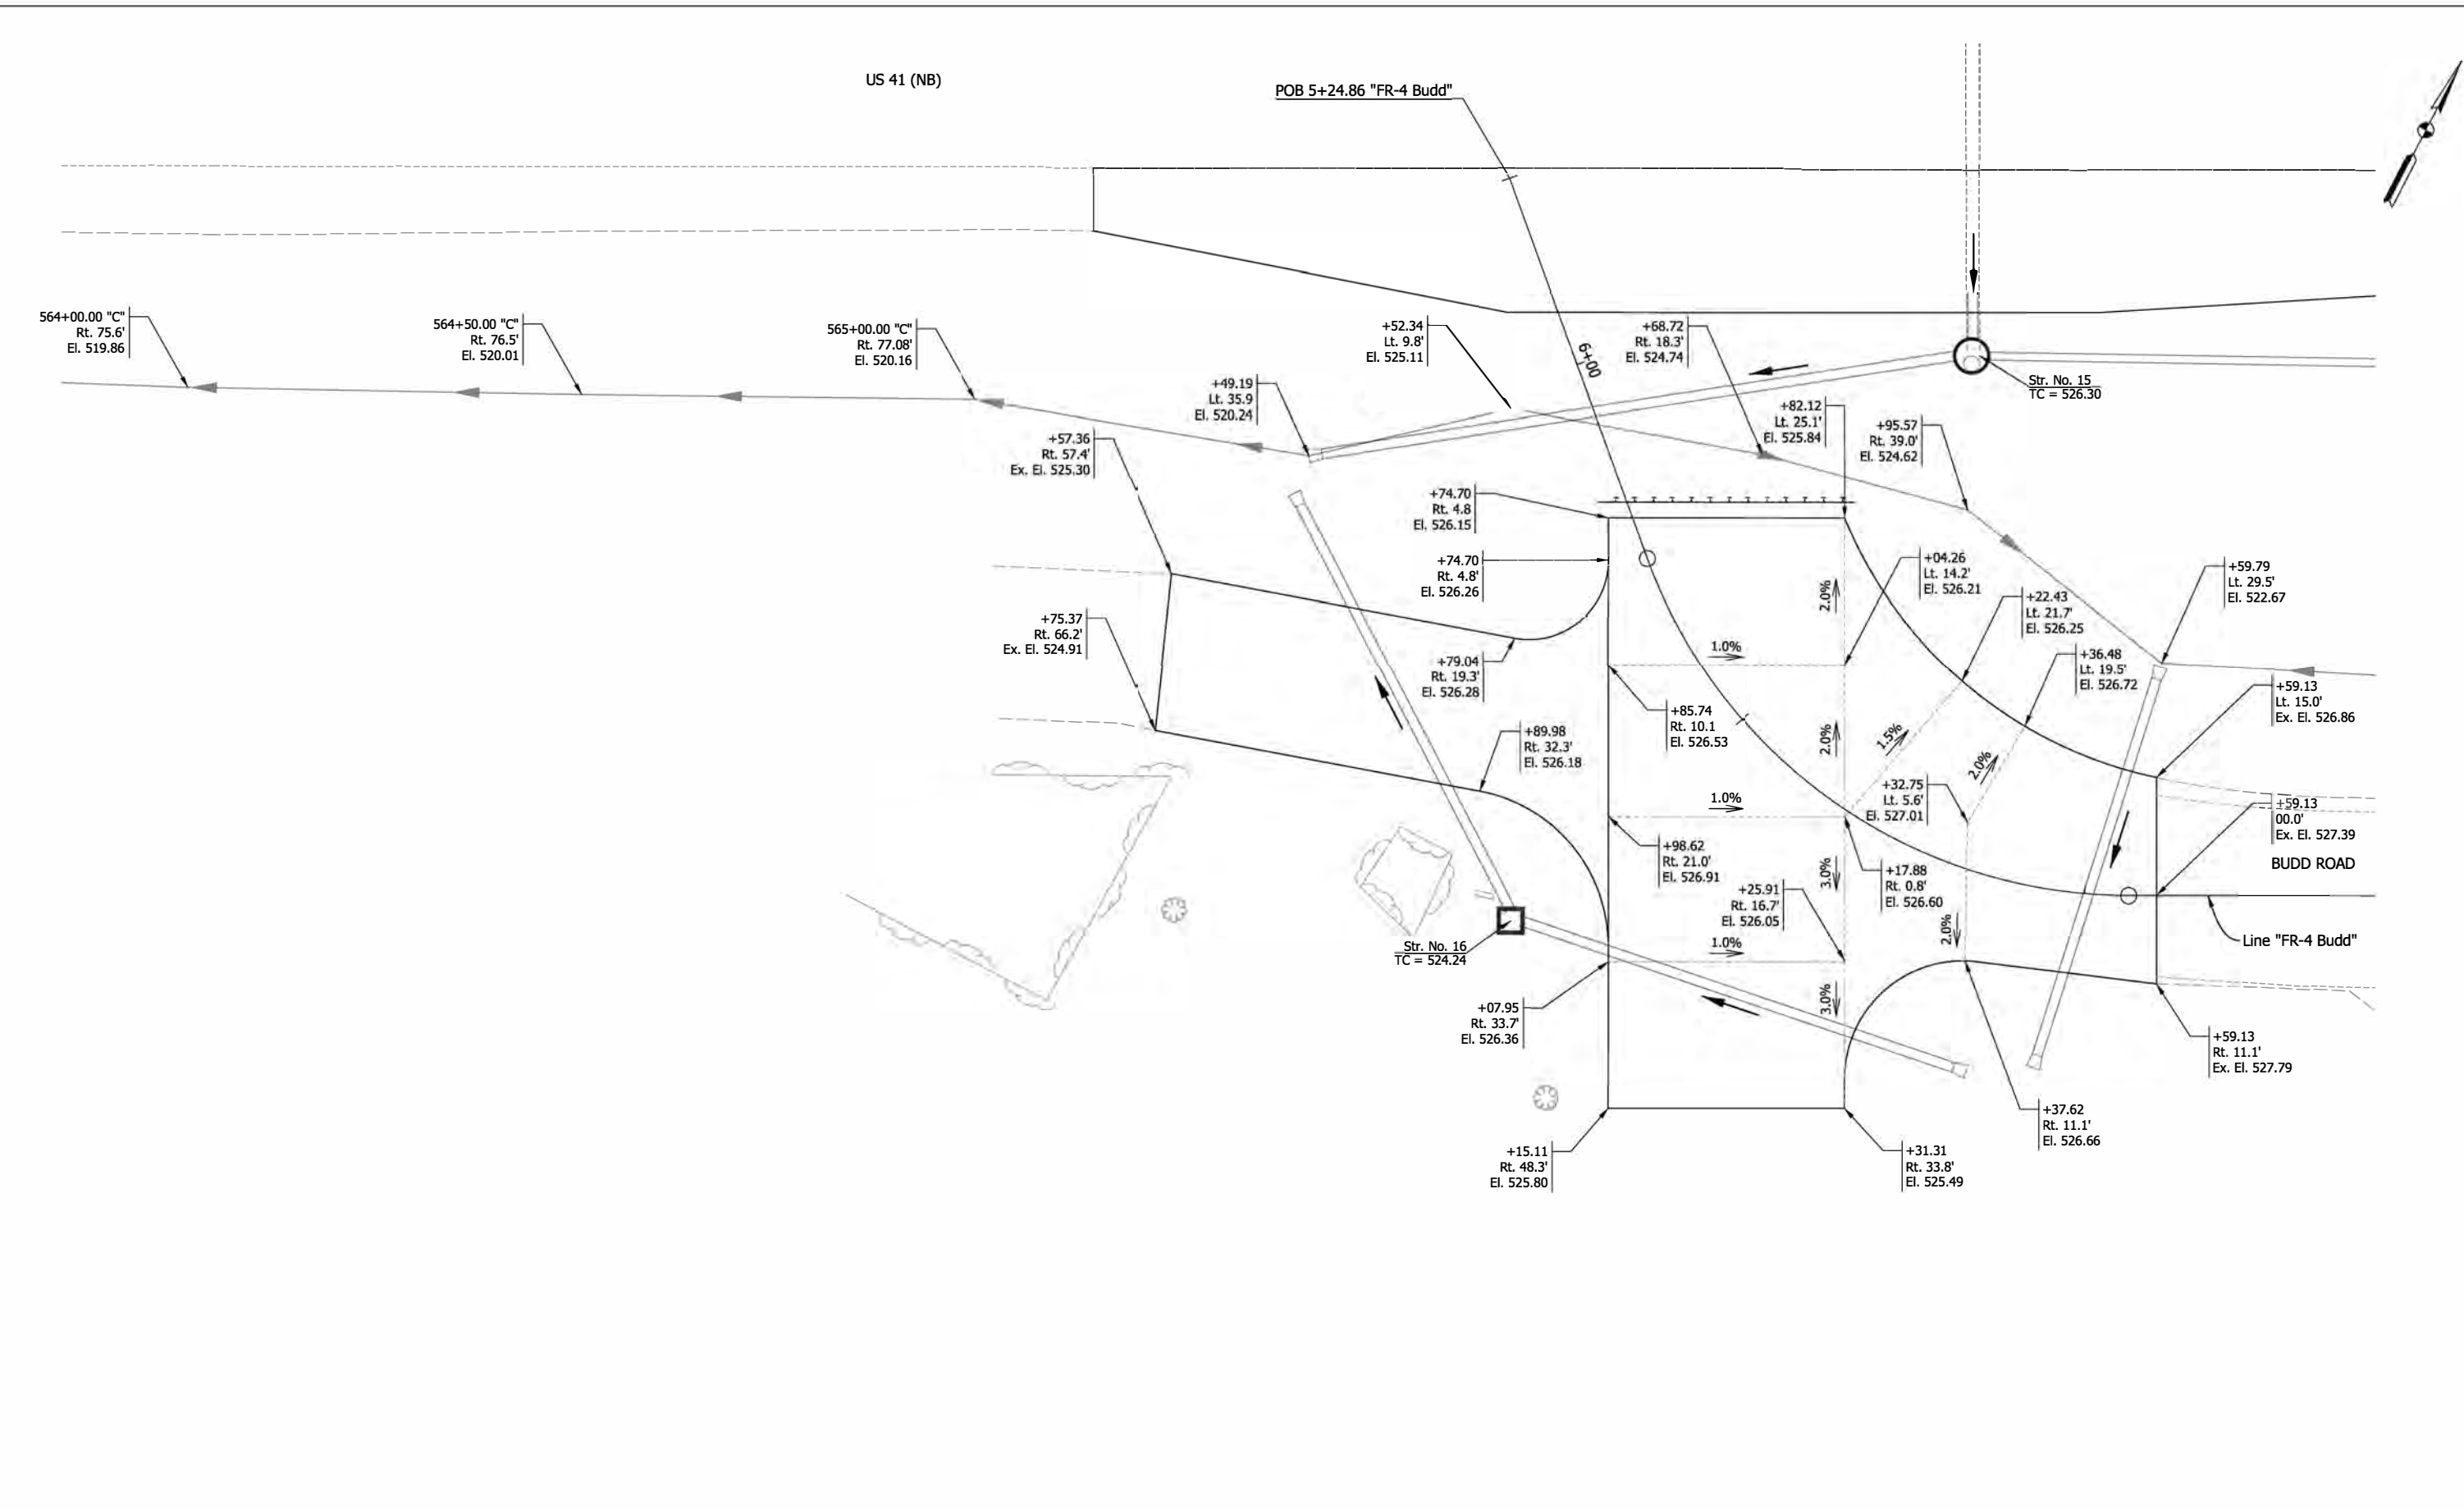 US 41 (NB)
POB 5+24.86 "FR-4 Budd"
564+00.00 "C"
Rt. 75.6'
El. 519.86
564+50.00 "C"
Rt. 76.5'
El. 520.01
565+00.00 "C"
Rt. 77.08'
El. 520.16
+52.34
Lt. 9.8'
El. 525.11
6+00
+68.72
Rt. 18.3'
El. 524.74
Str. No. 15
TC = 526.30
+49.19
Lt. 35.9
El. 520.24
+82.12
Lt. 25.1'
El. 525.84
+95.57
Rt. 39.0'
El. 524.62
+57.36
Rt. 57.4'
Ex. El. 525.30
+74.70
Rt. 4.8
El. 526.15
+74.70
Rt. 4.8'
El. 526.26
+04.26
Lt. 14.2'
El. 526.21
+59.79
Lt. 29.5'
El. 522.67
2.0%
+22.43
Lt. 21.7'
El. 526.25
+75.37
Rt. 66.2'
Ex. El. 524.91
1.0%
+79.04
Rt. 19.3'
El. 526.28
+36.48
Lt. 19.5'
El. 526.72
+59.13
Lt. 15.0'
Ex. El. 526.86
+85.74
Rt. 10.1
El. 526.53
+89.98
Rt. 32.3'
El. 526.18
2.0%
1.5%
2.0%
+32.75
Lt. 5.6'
El. 527.01
1.0%
+59.13
00.0'
Ex. El. 527.39
BUDD ROAD
+98.62
Rt. 21.0'
El. 526.91
3.0%
+17.88
Rt. 0.8'
El. 526.60
+25.91
Rt. 16.7'
El. 526.05
2.0%
Str. No. 16
TC = 524.24
1.0%
Line "FR-4 Budd"
3.0%
+07.95
Rt. 33.7'
El. 526.36
+59.13
Rt. 11.1'
Ex. El. 527.79
+37.62
Rt. 11.1'
El. 526.66
+15.11
Rt. 48.3'
El. 525.80
+31.31
Rt. 33.8'
El. 525.49